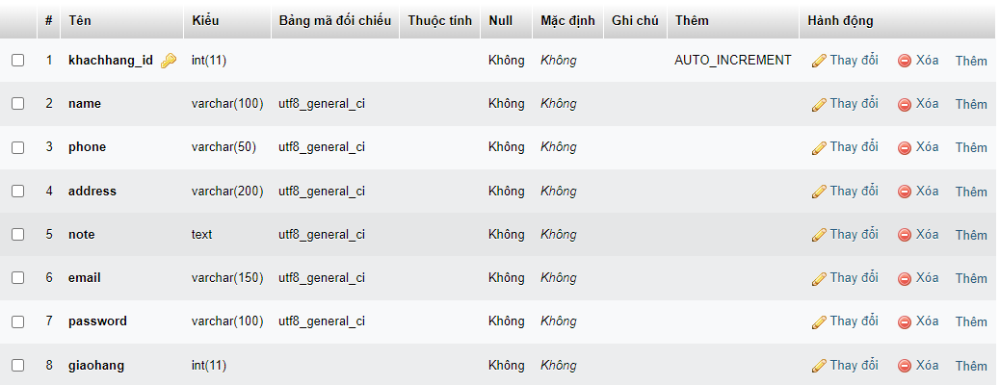 # Tên Kiểu Bảng mã đối chiếu Thuộc tính Null Mặc định Ghi chú Thêm Hành động
1 khachhang_id int(11) Không Không AUTO_INCREMENT Thay đổi Xóa Thêm
2 name varchar(100) utf8_general_ci Không Không Thay đổi Xóa Thêm
3 phone varchar(50) utf8_general_ci Không Không Thay đổi Xóa Thêm
4 address varchar(200) utf8_general_ci Không Không Thay đổi Xóa Thêm
5 note text utf8_general_ci Không Không Thay đổi Xóa Thêm
6 email varchar(150) utf8_general_ci Không Không Thay đổi Xóa Thêm
7 password varchar(100) utf8_general_ci Không Không Thay đổi Xóa Thêm
8 giaohang int(11) Không Không Thay đổi Xóa Thêm